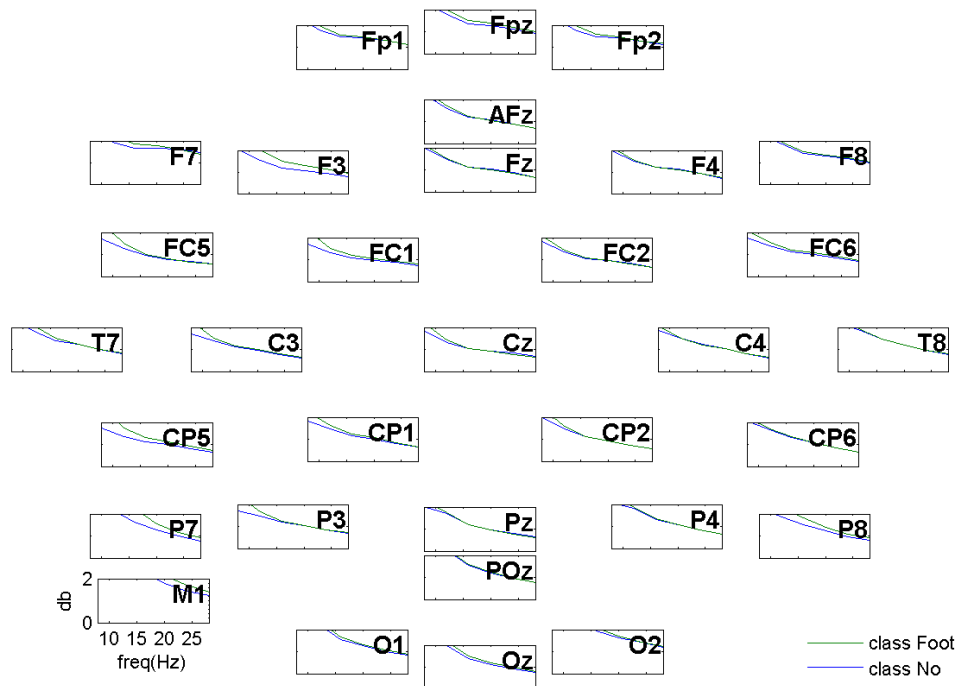 Fpz
Fp1
Fp2
AFz
F7
F3
Fz
F4
F8
FC5
FC1
FC2
FC6
T7
C3
Cz
C4
T8
CP5
CP1
CP2
CP6
P7
P3
Pz
P4
P8
POz
2
db
M1
0
10 15 20 25
freq(Hz)
O1
Oz
O2
class Foot
class No